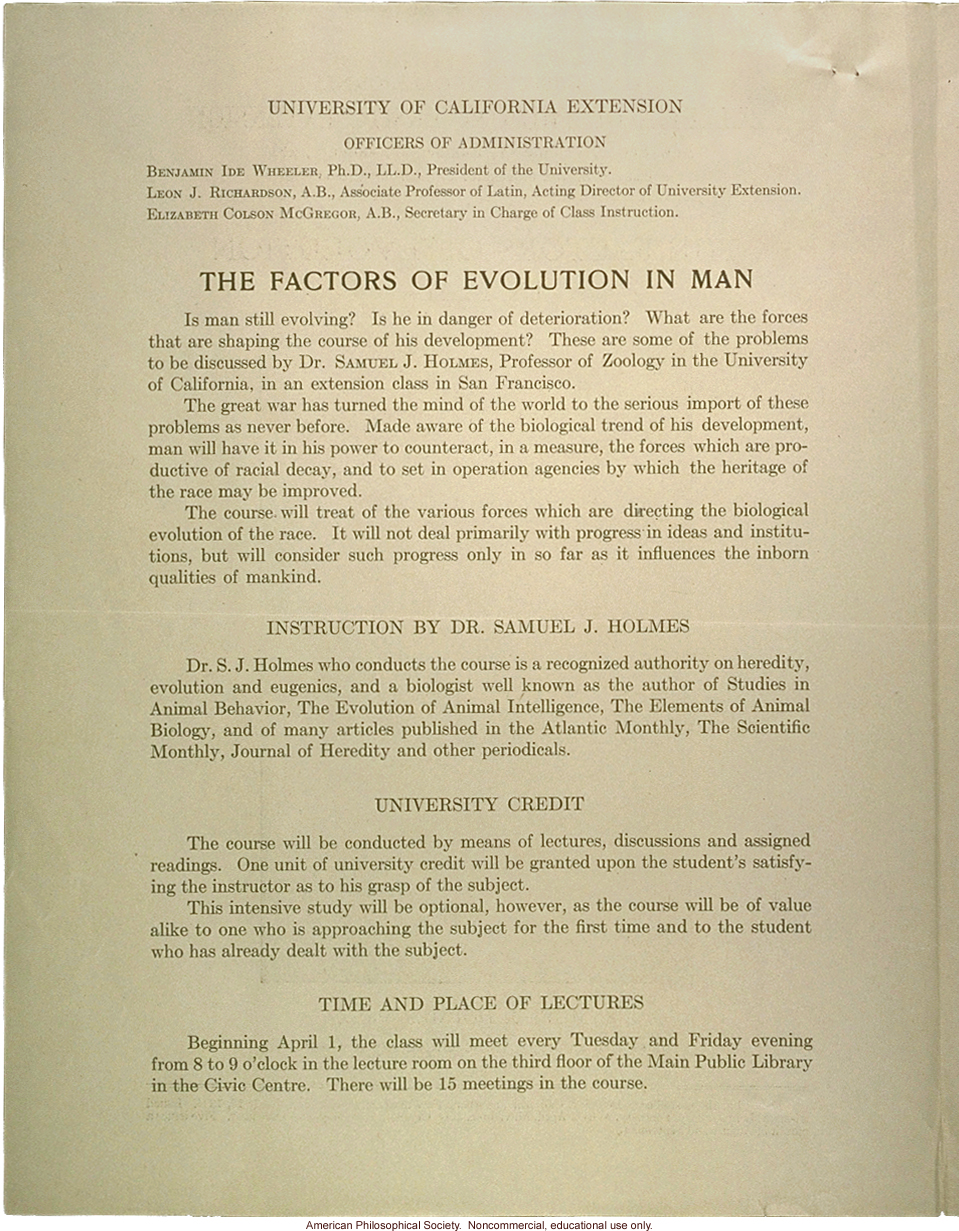 UNIVERSITY OF CALIFORNIA EXTENSION
OFFICERS OF ADMINISTRATION
BENJAMIN IDE WHEELER, Ph.D., LL.D., President of the University.
LEON J. RICHARDSON, A.B., Associate Professor of Latin, Acting Director of University Extension.
ELIZABETH COLSON MCGREGOR, A.B., Secretary in Charge of Class Instruction.
THE FACTORS OF EVOLUTION IN MAN
Is man still evolving? Is he in danger of deterioration? What are the forces
that are shaping the course of his development? These are some of the problems
to be discussed by Dr. SAMUEL J. HOLMES, Professor of Zoology in the University
of California, in an extension class in San Francisco.
The great war has turned the mind of the world to the serious import of these
problems as never before. Made aware of the biological trend of his development,
man will have it in his power to counteract, in a measure, the forces which are pro-
ductive of racial decay, and to set in operation agencies by which the heritage of
the race may be improved.
The course will treat of the various forces which are directing the biological
evolution of the race. It will not deal primarily with progress in ideas and institu-
tions, but will consider such progress only in so far as it influences the inborn
qualities of mankind.
INSTRUCTION BY DR. SAMUEL J. HOLMES
Dr. S. J. Holmes who conducts the course is a recognized authority on heredity,
evolution and eugenics, and a biologist well known as the author of Studies in
Animal Behavior, The Evolution of Animal Intelligence, The Elements of Animal
Biology, and of many articles published in the Atlantic Monthly, The Scientific
Monthly, Journal of Heredity and other periodicals.
UNIVERSITY CREDIT
The course will be conducted by means of lectures, discussions and assigned
readings. One unit of university credit will be granted upon the student's satisfy-
ing the instructor as to his grasp of the subject.
This intensive study will be optional, however, as the course will be of value
alike to one who is approaching the subject for the first time and to the student
who has already dealt with the subject.
TIME AND PLACE OF LECTURES
Beginning April 1, the class will meet every Tuesday and Friday evening
from 8 to 9 o'clock in the lecture room on the third floor of the Main Public Library
in the Civic Centre. There will be 15 meetings in the course.
American Philosophical Society. Noncommercial, educational use only.